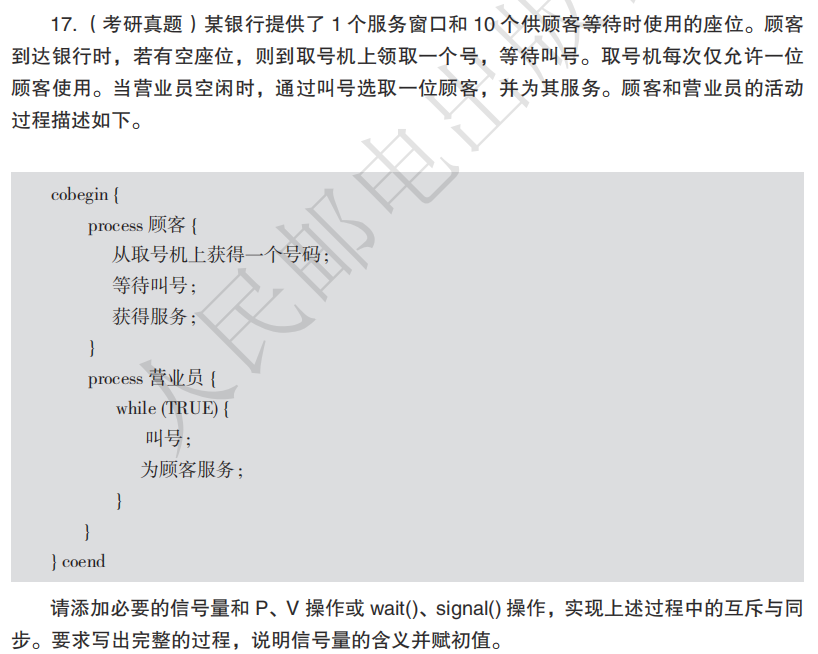 17.（考研真题）某银行提供了 1 个服务窗口和 10 个供顾客等待时使用的座位。顾客
到达银行时，若有空座位，则到取号机上领取一个号，等待叫号。取号机每次仅允许一位
顾客使用。当营业员空闲时，通过叫号选取一位顾客，并为其服务。顾客和营业员的活动
过程描述如下。
cobegin {
process 顾客 {
从取号机上获得一个号码；
等待叫号；
获得服务；
}
process 营业员 {
while (TRUE) {
叫号；
为顾客服务；
}
}
} coend
请添加必要的信号量和 P、V 操作或 wait()、signal() 操作，实现上述过程中的互斥与同
步。要求写出完整的过程，说明信号量的含义并赋初值。
人民邮电出版